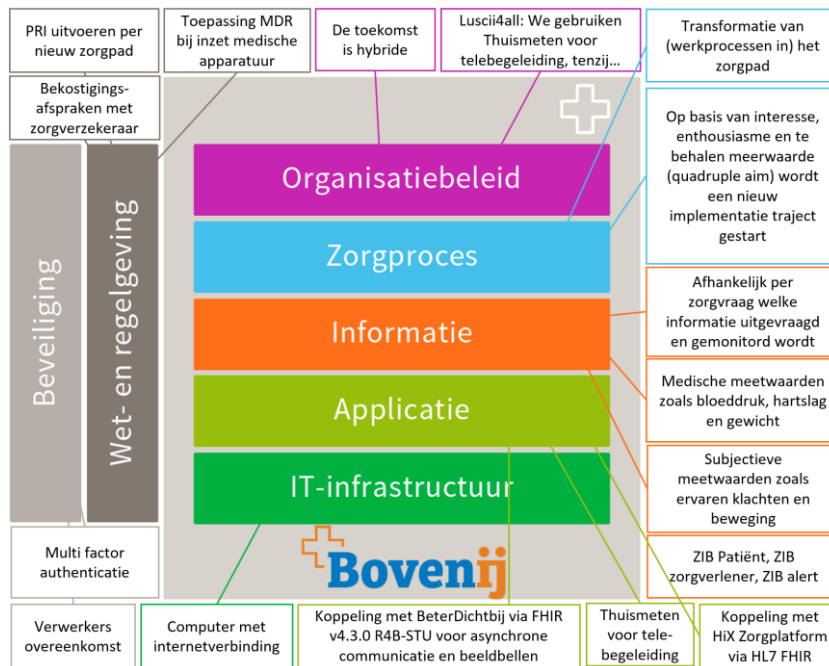 PRI uitvoeren per
nieuw zorgpad
Toepassing MDR
bij inzet medische
apparatuur
De toekomst
is hybride
Luscii4all: We gebruiken
Thuismeten voor
telebegeleiding, tenzij...
Transformatie van
(werkprocessen in) het
zorgpad
Bekostigings-
afspraken met
zorgverzekeraar
Op basis van interesse,
enthousiasme en te
behalen meerwaarde
(quadruple aim) wordt
een nieuw
implementatie traject
gestart
Beveiliging
Wet- en regelgeving
Organisatiebeleid
Zorgproces
Informatie
Applicatie
IT-infrastructuur
Afhankelijk per
zorgvraag welke
informatie uitgevraagd
en gemonitord wordt
Medische meetwaarden
zoals bloeddruk, hartslag
en gewicht
Subjectieve
meetwaarden zoals
ervaren klachten en
beweging
ZIB Patiënt, ZIB
zorgverlener, ZIB alert
Bovenij
Multi factor
authenticatie
Verwerkers
overeenkomst
Computer met
internetverbinding
Koppeling met BeterDichtbij via FHIR
v4.3.0 R4B-STU voor asynchrone
communicatie en beeldbellen
Thuismeten
voor tele-
begeleiding
Koppeling met
HiX Zorgplatform
via HL7 FHIR